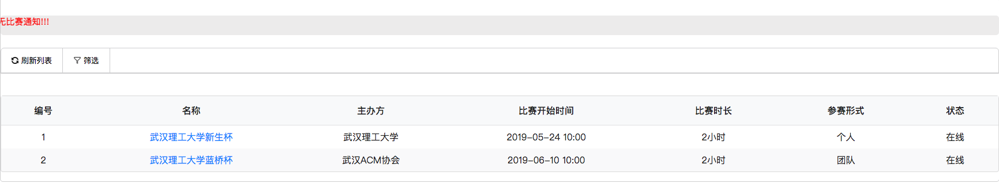 无比赛通知!!!
刷新列表 筛选
编号 名称 主办方 比赛开始时间 比赛时长 参赛形式 状态
1 武汉理工大学新生杯 武汉理工大学 2019-05-24 10:00 2小时 个人 在线
2 武汉理工大学蓝桥杯 武汉ACM协会 2019-06-10 10:00 2小时 团队 在线